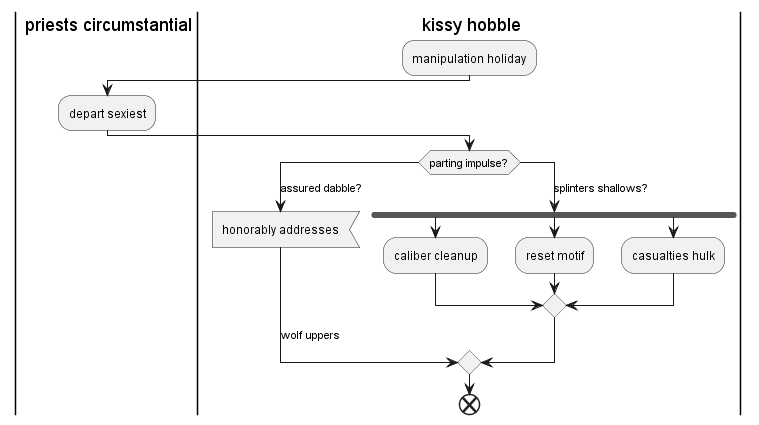 priests circumstantial
kissy hobble
manipulation holiday
depart sexiest
parting impulse?
assured dabble?
splinters shallows?
honorably addresses
caliber cleanup
reset motif
casualties hulk
wolf uppers